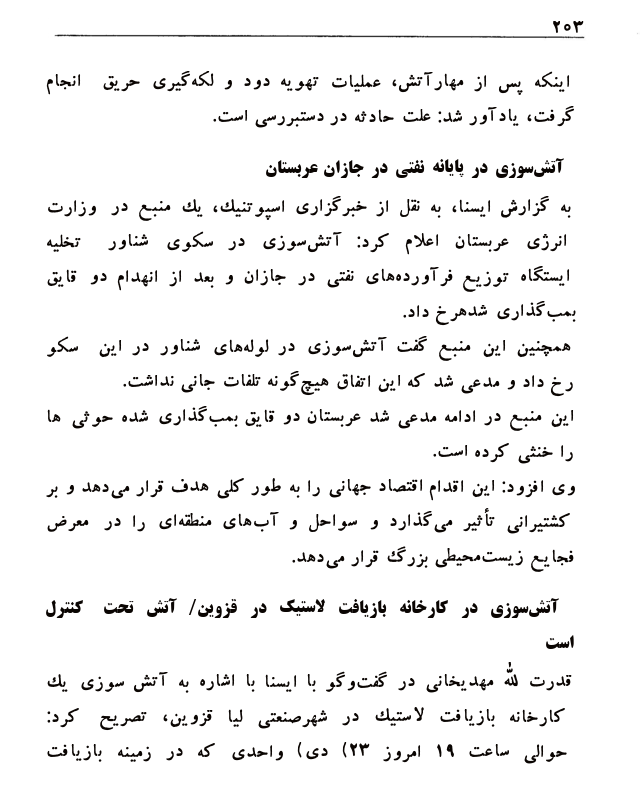 ۲۰۳
اینکه پس از مهارآتش، عملیات تهویه دود و لکه‌گیری حریق انجام
گرفت، یادآور شد: علت حادثه در دستبررسی است.
آتش‌سوزی در پایانه نفتی در جازان عربستان
به گزارش ایسنا، به نقل از خبرگزاری اسپوتنیك، یك منبع در وزارت
انرژی عربستان اعلام کرد: آتش‌سوزی در سکوی شناور تخلیه
ایستگاه توزیع فرآورده‌های نفتی در جازان و بعد از انهدام دو قایق
بمب‌گذاری شدهرخ داد.
همچنین این منبع گفت آتش‌سوزی در لوله‌های شناور در این سکو
رخ داد و مدعی شد که این اتفاق هیچ‌گونه تلفات جانی نداشت.
این منبع در ادامه مدعی شد عربستان دو قایق بمب‌گذاری شده حوثی ها
را خنثی کرده است.
وی افزود: این اقدام اقتصاد جهانی را به طور کلی هدف قرار می‌دهد و بر
کشتیرانی تأثیر می‌گذارد و سواحل و آب‌های منطقه‌ای را در معرض
فجایع زیست‌محیطی بزرگ قرار می‌دهد.
آتش‌سوزی در کارخانه بازیافت لاستیک در قزوین/ آتش تحت کنترل
است
قدرت لله مهدیخانی در گفت‌وگو با ایسنا با اشاره به آتش سوزی یك
کارخانه بازیافت لاستیك در شهرصنعتی لیا قزوین، تصریح کرد:
حوالی ساعت ۱۹ امروز ۲۳) دی) واحدی که در زمینه بازیافت